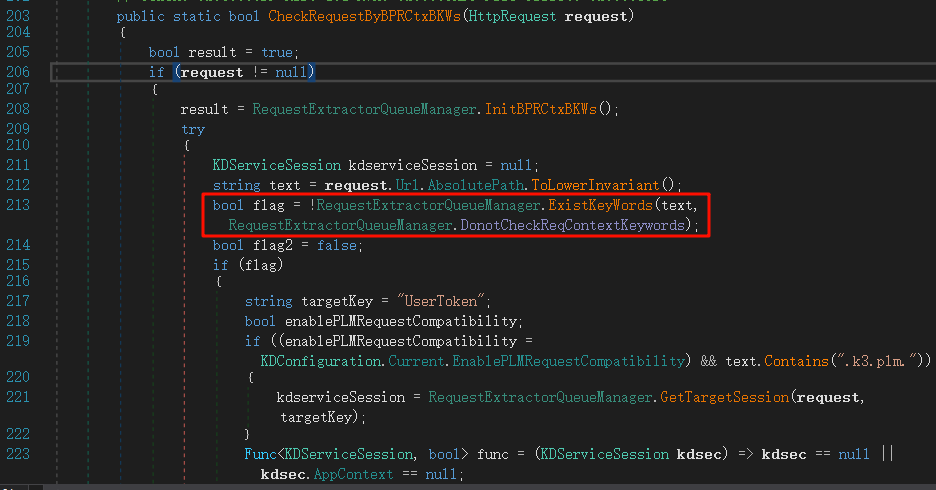 203 public static bool CheckRequestByBPRCtxBKWs(HttpRequest request)
204 {
205 bool result = true;
206 if (request != null)
207 {
208 result = RequestExtractorQueueManager.InitBPRCtxBKWs();
209 try
210 {
211 KDServiceSession kdserviceSession = null;
212 string text = request.Url.AbsolutePath.ToLowerInvariant();
213 bool flag = !RequestExtractorQueueManager.ExistKeyWords(text,
RequestExtractorQueueManager.DonotCheckReqContextKeywords);
214 bool flag2 = false;
215 if (flag)
216 {
217 string targetKey = "UserToken";
218 bool enablePLMRequestCompatibility;
219 if ((enablePLMRequestCompatibility =
KDConfiguration.Current.EnablePLMRequestCompatibility) && text.Contains(".k3.plm."))
220 {
221 kdserviceSession = RequestExtractorQueueManager.GetTargetSession(request,
targetKey);
222 }
223 Func<KDServiceSession, bool> func = (KDServiceSession kdsec) => kdsec == null ||
kdsec.AppContext == null;